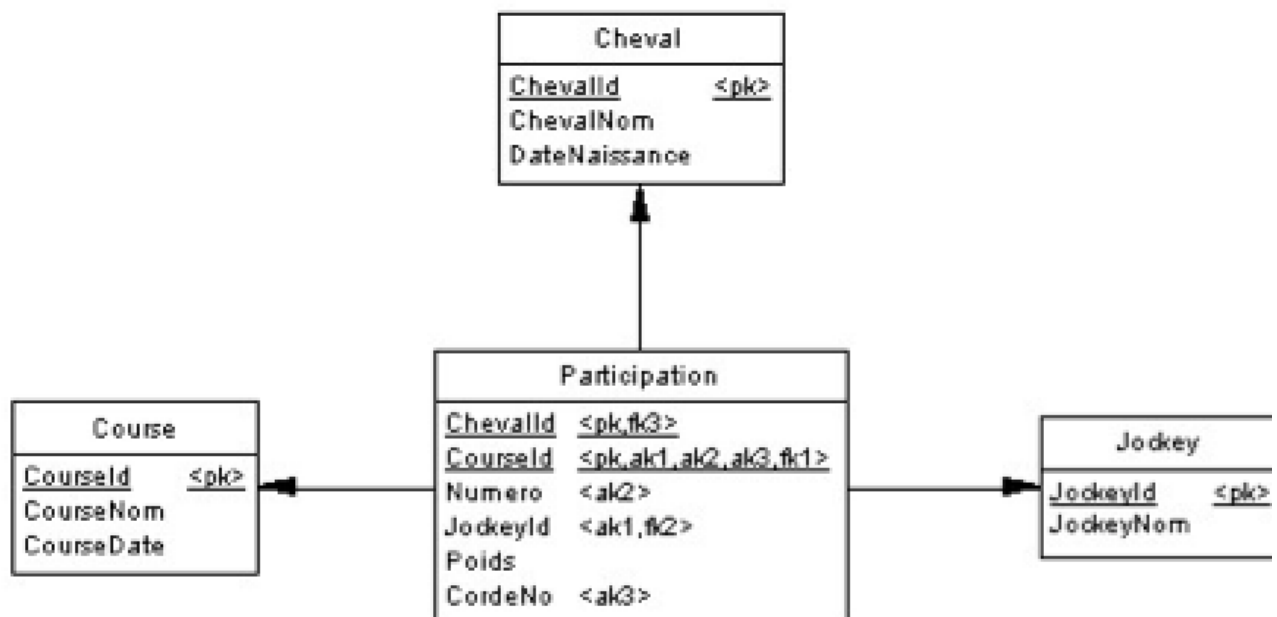 Cheval
ChevalId <pk>
ChevalNom
DateNaissance
Participation
ChevalId <pk,fk3>
CourseId <pk,ak1,ak2,ak3,fk1>
Numero <ak2>
JockeyId <ak1,fk2>
Poids
CordeNo <ak3>
Course
CourseId <pk>
CourseNom
CourseDate
Jockey
JockeyId <pk>
JockeyNom